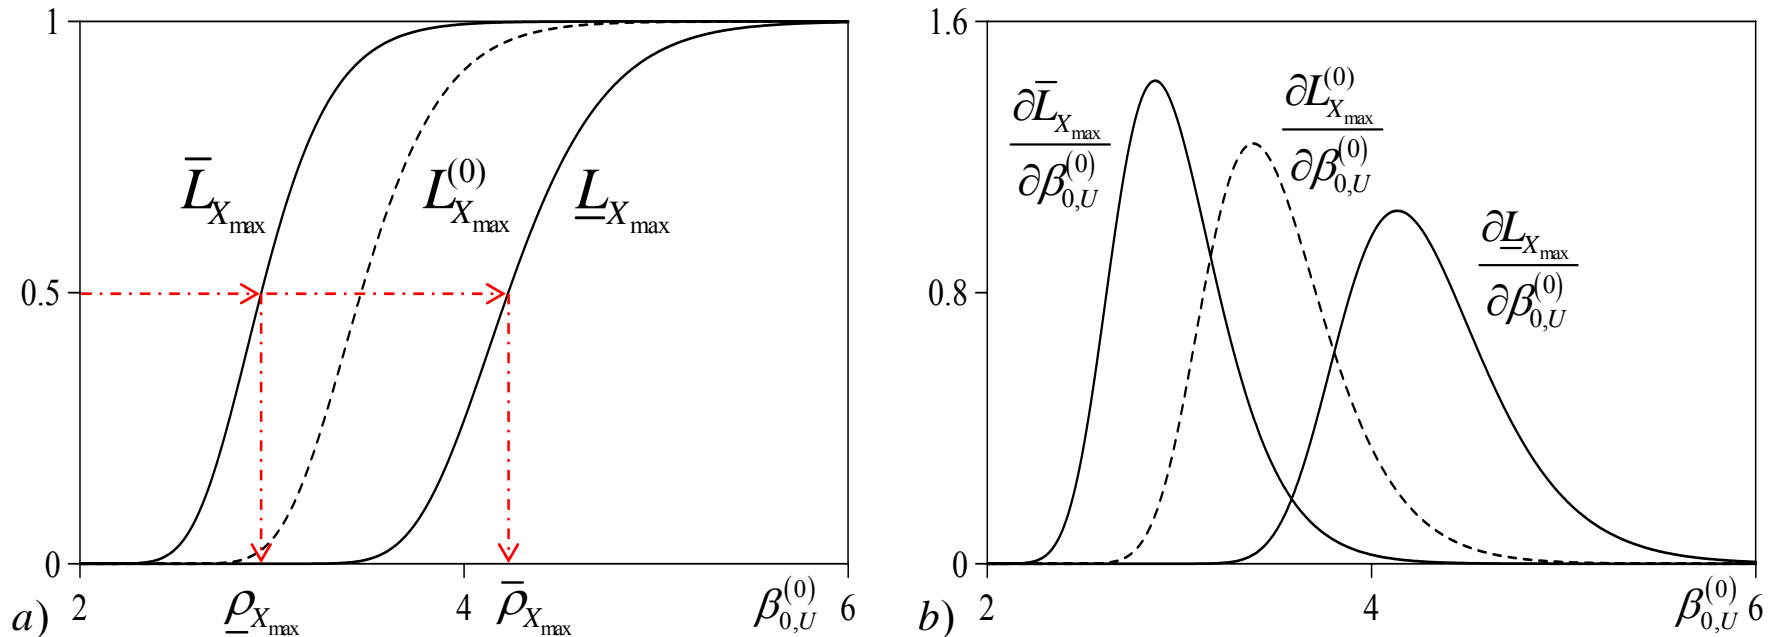 1
0.5
0
2
4
6
L̅_{X_max}
L^{(0)}_{X_max}
L̲_{X_max}
ρ̲_{X_max}
ρ̅_{X_max}
β^{(0)}_{0,U}
a)
1.6
0.8
0
2
4
6
∂L̅_{X_max}
∂β^{(0)}_{0,U}
∂L^{(0)}_{X_max}
∂β^{(0)}_{0,U}
∂L̲_{X_max}
∂β^{(0)}_{0,U}
β^{(0)}_{0,U}
b)